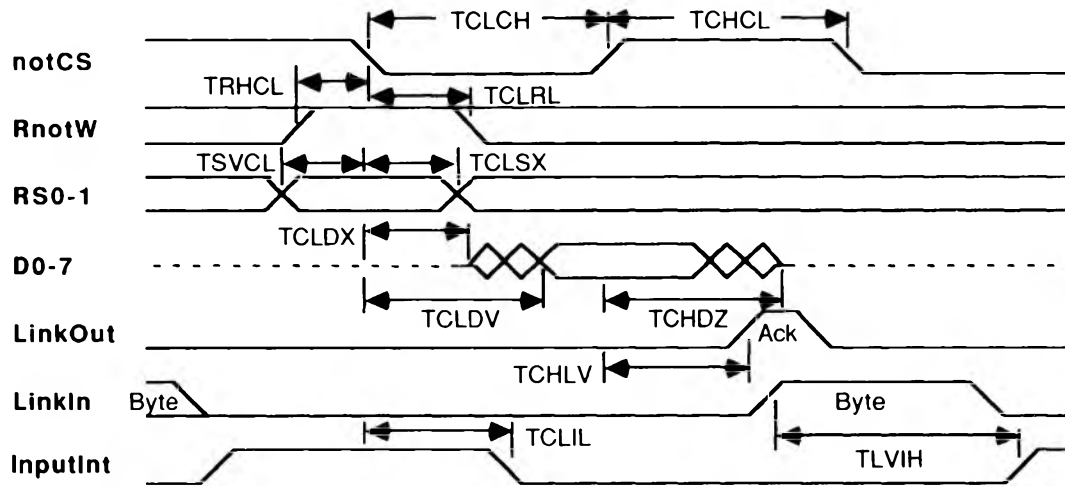 TCLCH TCHCL
notCS
TRHCL TCLRL
RnotW
TSVCL TCLSX
RS0-1
TCLDX
D0-7
TCLDV TCHDZ
LinkOut Ack
TCHLV
LinkIn Byte Byte
TCLIL
TLVIH
InputInt